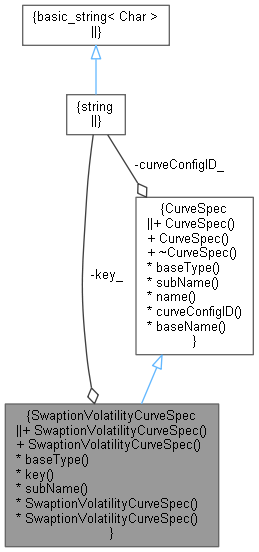 {basic_string< Char >
||}
{string
||}
-curveConfigID_
{CurveSpec
||+ CurveSpec()
+ CurveSpec()
+ ~CurveSpec()
* baseType()
* subName()
* name()
* curveConfigID()
* baseName()
}
-key_
{SwaptionVolatilityCurveSpec
||+ SwaptionVolatilityCurveSpec()
+ SwaptionVolatilityCurveSpec()
* baseType()
* key()
* subName()
* SwaptionVolatilityCurveSpec()
* SwaptionVolatilityCurveSpec()
}